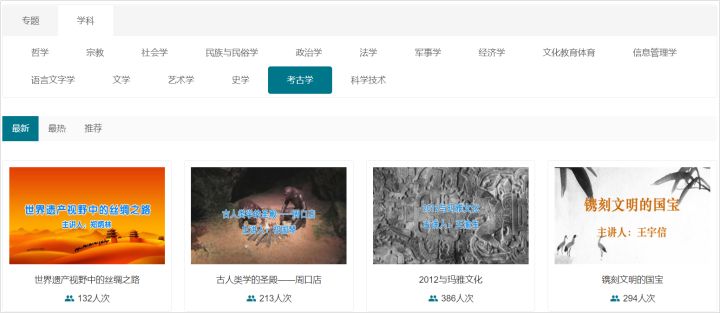 专题 学科
哲学 宗教 社会学 民族与民俗学 政治学 法学 军事学 经济学 文化教育体育 信息管理学
语言文字学 文学 艺术学 史学 考古学 科学技术
最新 最热 推荐
世界遗产视野中的丝绸之路
主讲人：郑炳林
古人类学的圣殿——周口店
2012与玛雅文化
镌刻文明的国宝
主讲人：王宇信
世界遗产视野中的丝绸之路 古人类学的圣殿——周口店 2012与玛雅文化 镌刻文明的国宝
132人次 213人次 386人次 294人次